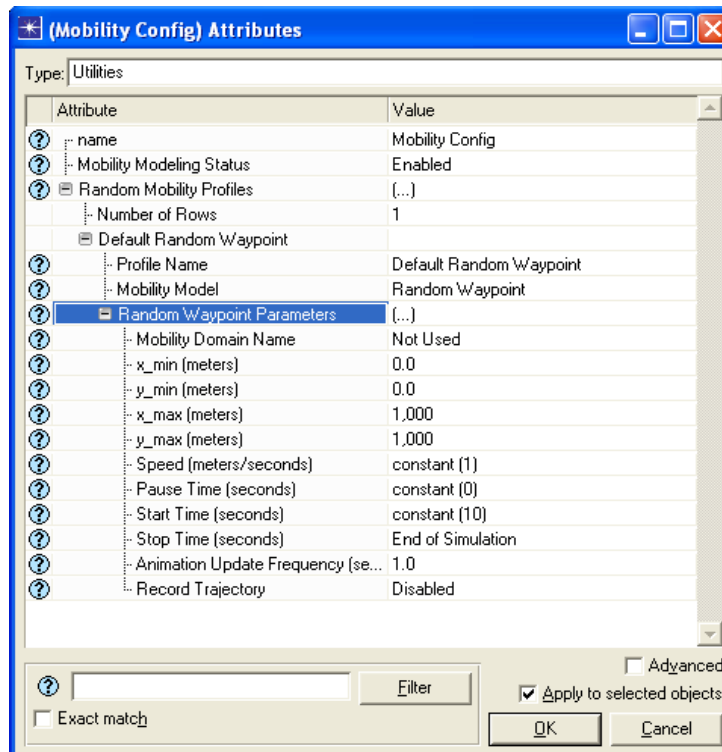 (Mobility Config) Attributes
Type: Utilities
Attribute Value
name Mobility Config
Mobility Modeling Status Enabled
Random Mobility Profiles (...)
Number of Rows 1
Default Random Waypoint
Profile Name Default Random Waypoint
Mobility Model Random Waypoint
Random Waypoint Parameters (...)
Mobility Domain Name Not Used
x_min (meters) 0.0
y_min (meters) 0.0
x_max (meters) 1,000
y_max (meters) 1,000
Speed (meters/seconds) constant (1)
Pause Time (seconds) constant (0)
Start Time (seconds) constant (10)
Stop Time (seconds) End of Simulation
Animation Update Frequency (se... 1.0
Record Trajectory Disabled
Advanced
Filter
Apply to selected objects
Exact match
OK Cancel